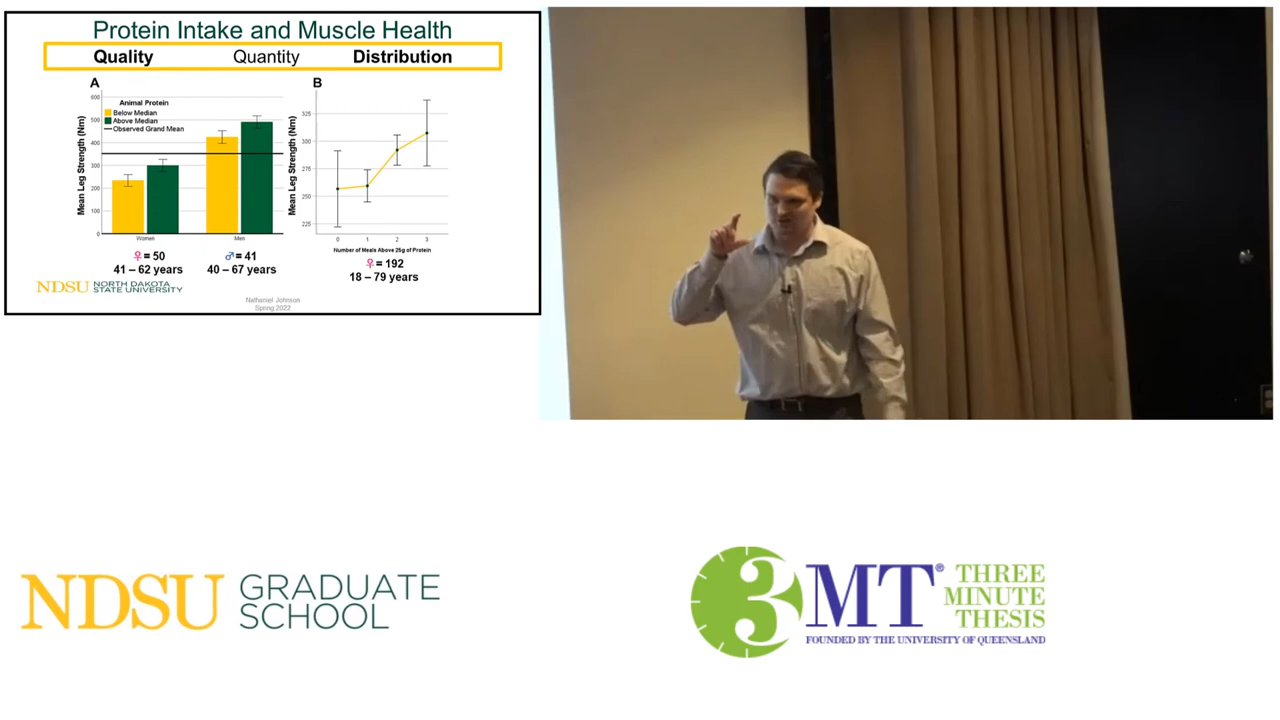 Protein Intake and Muscle Health
Quality Quantity Distribution
A
Mean Leg Strength (Nm)
600
500
400
300
200
100
0
Animal Protein
Below Median
Above Median
Observed Grand Mean
Women Men
♀= 50
41 – 62 years
♂= 41
40 – 67 years
B
Mean Leg Strength (Nm)
325
300
275
250
225
0 1 2 3
Number of Meals Above 25g of Protein
♀= 192
18 – 79 years
NDSU NORTH DAKOTA
STATE UNIVERSITY
Nathaniel Johnson
Spring 2022
NDSU GRADUATE
SCHOOL
3MT® THREE
MINUTE
THESIS
FOUNDED BY THE UNIVERSITY OF QUEENSLAND